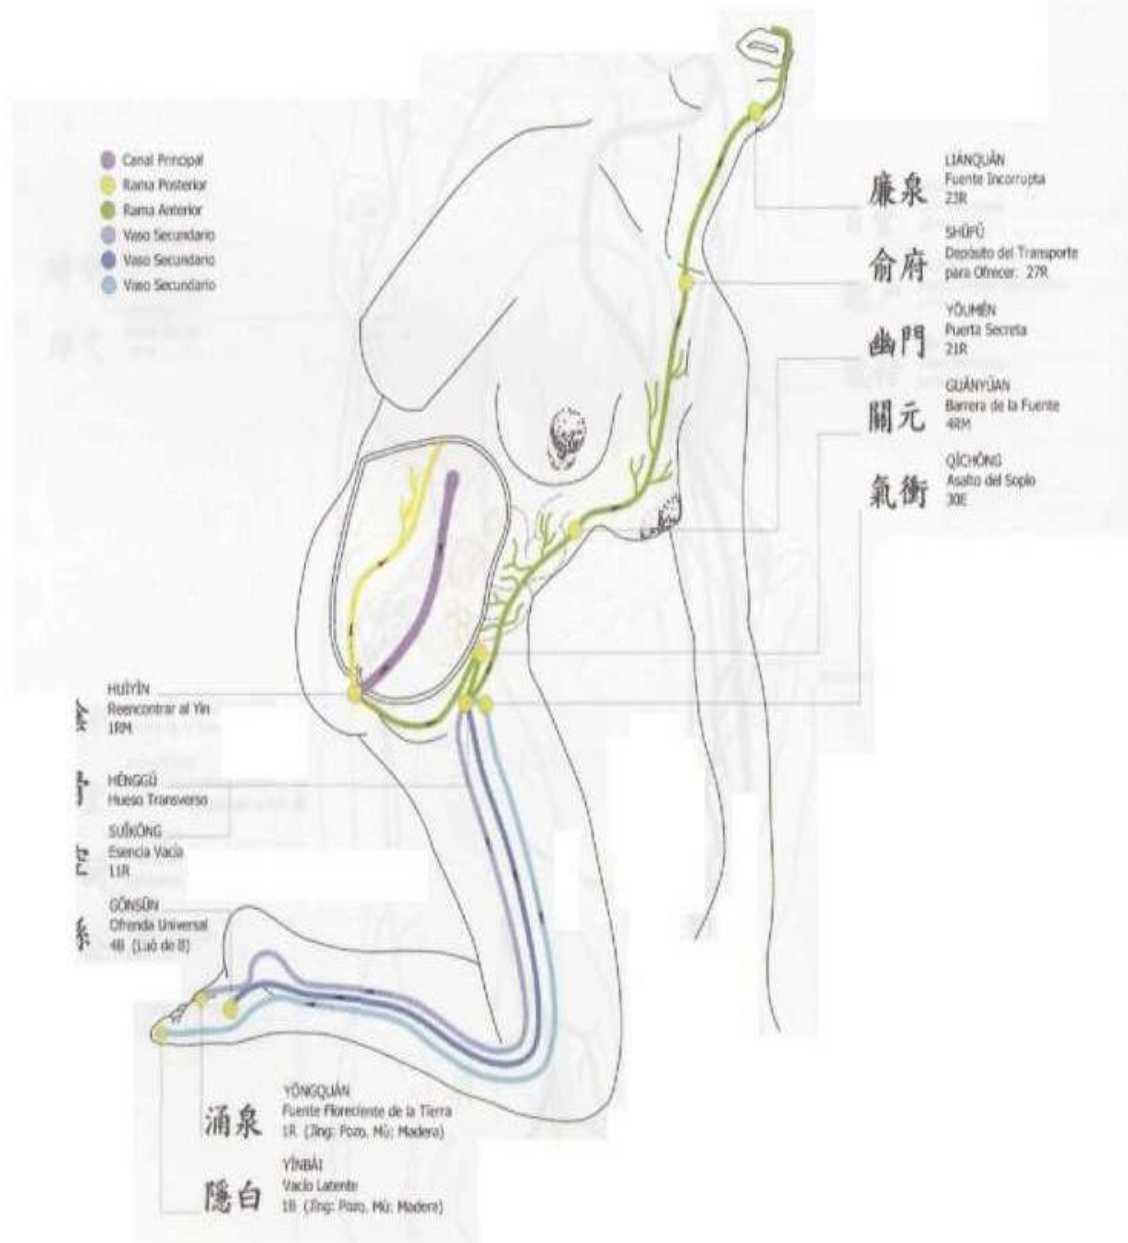 Canal Principal
Rama Posterior
Rama Anterior
Vaso Secundario
Vaso Secundario
Vaso Secundario
廉泉
LIÁNQUÁN
Fuente Incorrupta
23R
俞府
SHŪFŬ
Depósito del Transporte
para Ofrecer. 27R
幽門
YŌUMÉN
Puerta Secreta
21R
關元
GUĀNYÚAN
Barrera de la Fuente
4RM
氣衝
QÌCHŌNG
Asalto del Soplo
30E
HUÌYĪN
Reencontrar al Yin
1RM
HÉNGGŬ
Hueso Transverso
SUĬKŌNG
Esencia Vacía
11R
GŌNSŪN
Ofrenda Universal
4B (Luó de B)
涌泉
YŎNGQUÁN
Fuente Floreciente de la Tierra
1R (Jĭng: Pozo, Mù: Madera)
隱白
YĬNBÁI
Vacío Latente
1B (Jĭng: Pozo, Mù: Madera)